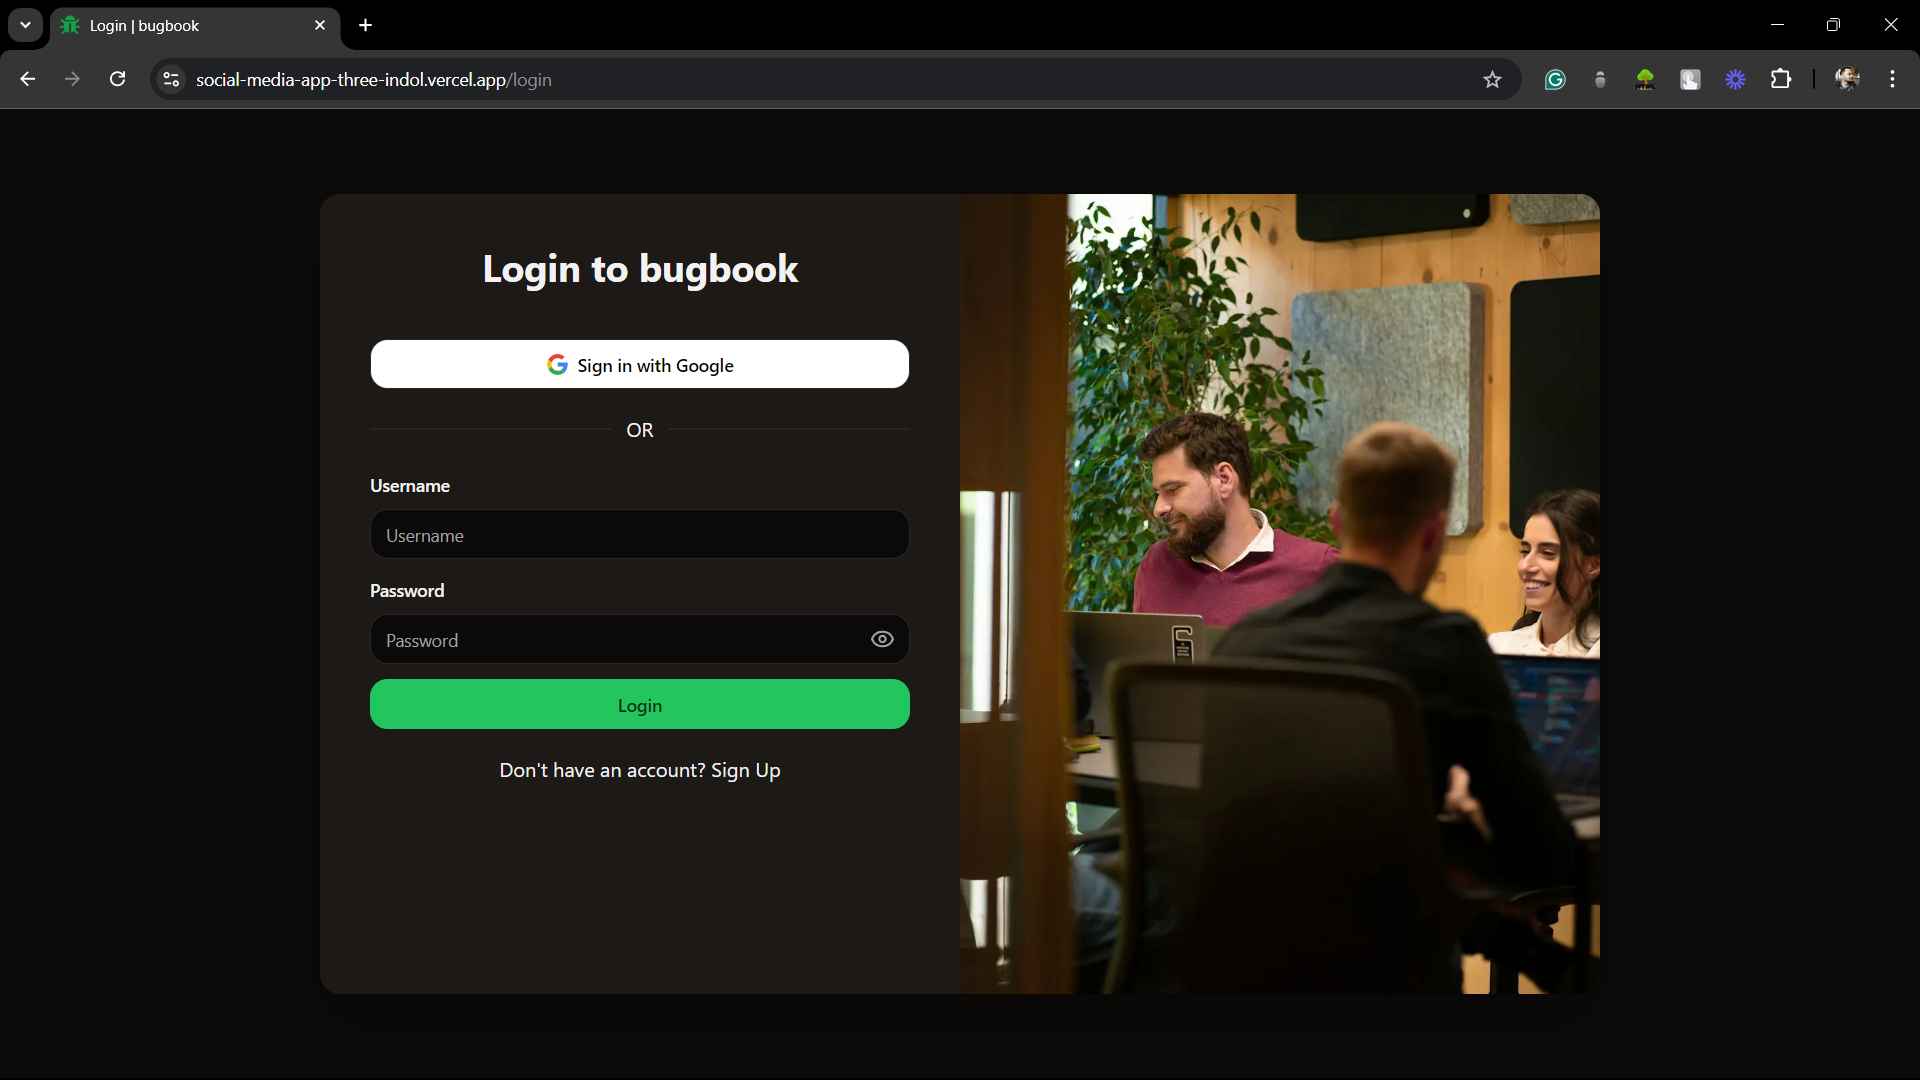 Login | bugbook
social-media-app-three-indol.vercel.app/login
Login to bugbook
Sign in with Google
OR
Username
Username
Password
Password
Login
Don't have an account? Sign Up